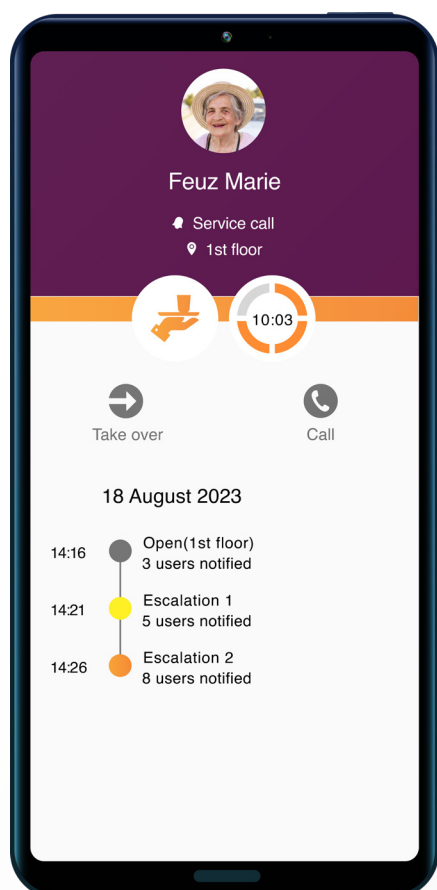 Feuz Marie
Service call
1st floor
10:03
Take over
Call
18 August 2023
14:16
Open(1st floor)
3 users notified
14:21
Escalation 1
5 users notified
14:26
Escalation 2
8 users notified